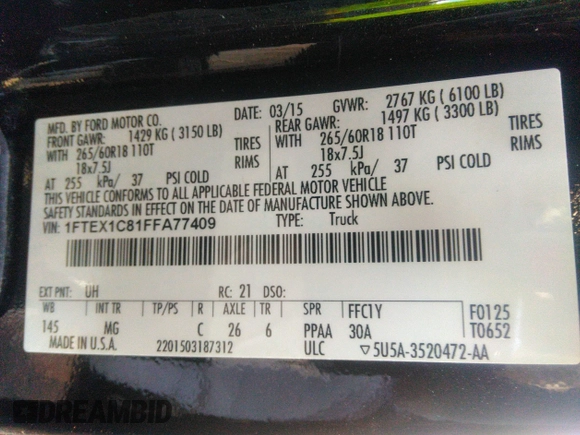 MFD. BY FORD MOTOR CO.
DATE: 03/15 GVWR: 2767 KG ( 6100 LB)
FRONT GAWR: 1429 KG ( 3150 LB) REAR GAWR: 1497 KG ( 3300 LB)
WITH 265/60R18 110T TIRES WITH 265/60R18 110T TIRES
18x7.5J RIMS 18x7.5J RIMS
AT 255 kPa/ 37 PSI COLD AT 255 kPa/ 37 PSI COLD
THIS VEHICLE CONFORMS TO ALL APPLICABLE FEDERAL MOTOR VEHICLE
SAFETY STANDARDS IN EFFECT ON THE DATE OF MANUFACTURE SHOWN ABOVE.
VIN: 1FTEX1C81FFA77409 TYPE: Truck
EXT PNT: UH RC: 21 DSO:
WB INT TR TP/PS R AXLE TR SPR FFC1Y F0125
145 MG C 26 6 PPAA 30A T0652
MADE IN U.S.A. 2201503187312 ULC ▽5U5A-3520472-AA
DREAMBID